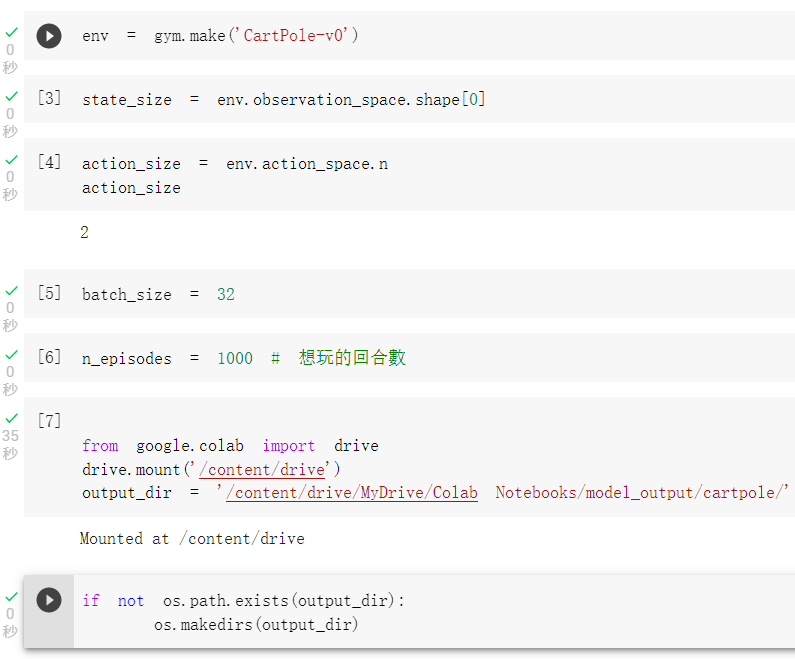 env = gym.make('CartPole-v0')
0
秒
[3] state_size = env.observation_space.shape[0]
0
秒
[4] action_size = env.action_space.n
action_size
0
秒
2
[5] batch_size = 32
0
秒
[6] n_episodes = 1000 # 想玩的回合數
0
秒
[7]
35
秒
from google.colab import drive
drive.mount('/content/drive')
output_dir = '/content/drive/MyDrive/Colab Notebooks/model_output/cartpole/'
Mounted at /content/drive
if not os.path.exists(output_dir):
os.makedirs(output_dir)
0
秒